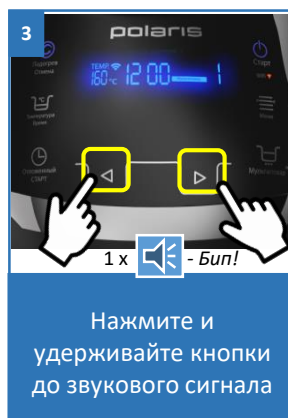 3
polaris
Подогрев
Отмена
Старт
TEMP.
160°C 12:00 1
Температура
Время
Меню
Отложенный
СТАРТ
Мультиповар
1 x - Бип!
Нажмите и
удерживайте кнопки
до звукового сигнала